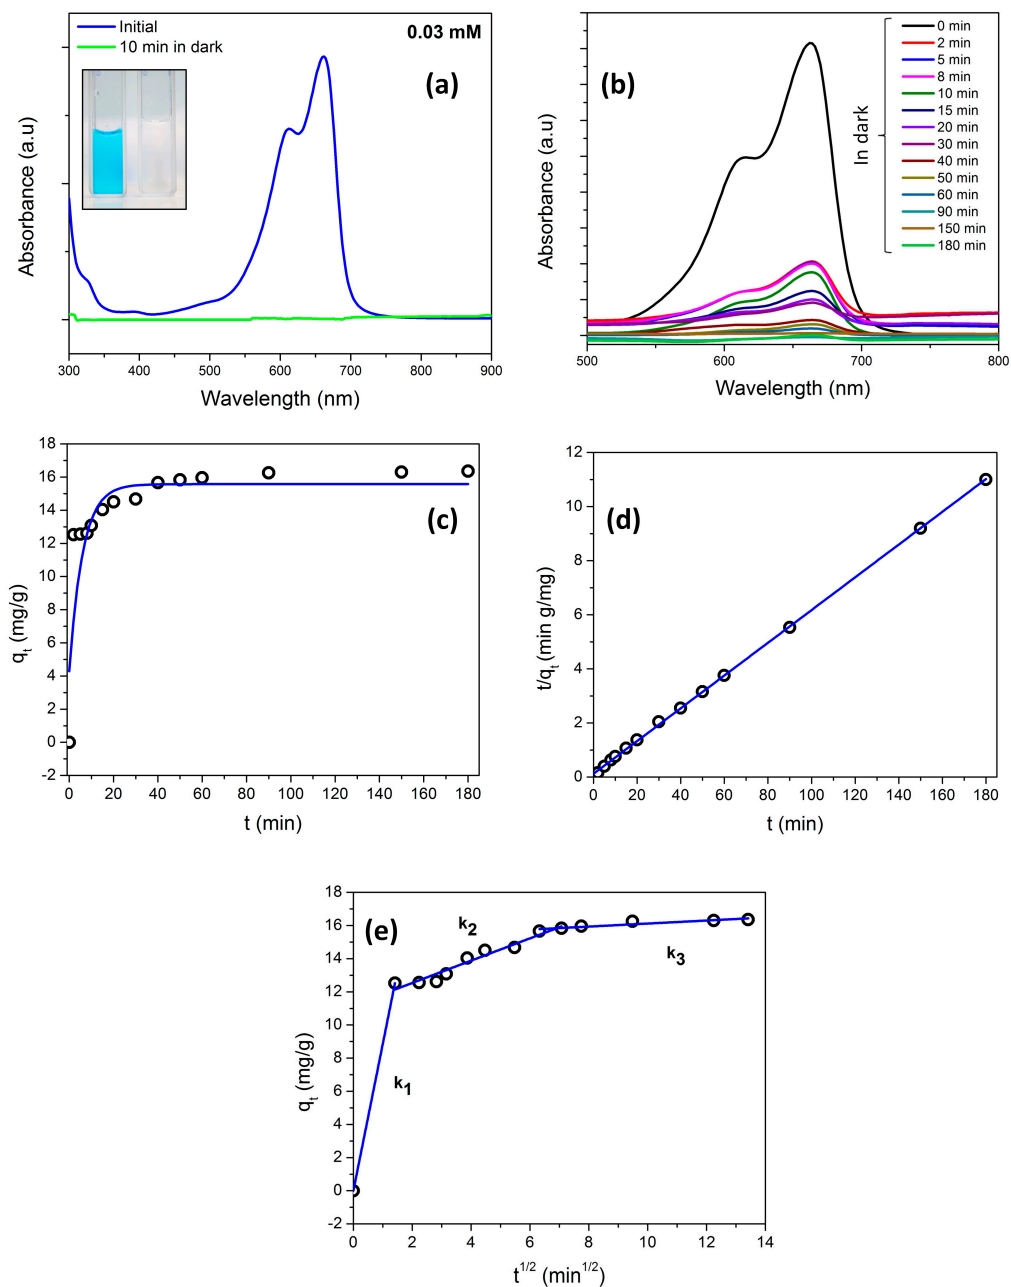 Initial
10 min in dark
0.03 mM
(a)
Absorbance (a.u)
300 400 500 600 700 800 900
Wavelength (nm)
(b)
In dark
0 min
2 min
5 min
8 min
10 min
15 min
20 min
30 min
40 min
50 min
60 min
90 min
150 min
180 min
Absorbance (a.u)
500 600 700 800
Wavelength (nm)
18
16
14
12
10
8
6
4
2
0
-2
qt (mg/g)
(c)
0 20 40 60 80 100 120 140 160 180
t (min)
12
10
8
6
4
2
0
t/qt (min g/mg)
(d)
0 20 40 60 80 100 120 140 160 180
t (min)
18
16
14
12
10
8
6
4
2
0
-2
qt (mg/g)
(e)
k1
k2
k3
0 2 4 6 8 10 12 14
t1/2 (min1/2)